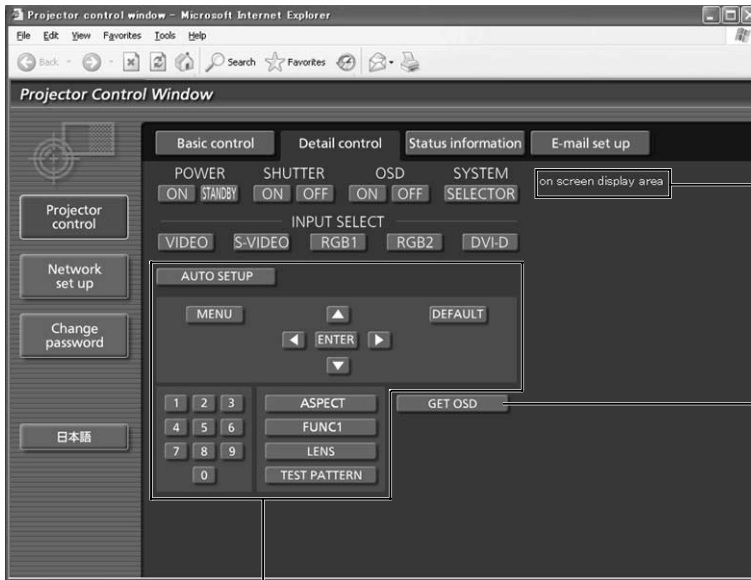 Projector control window - Microsoft Internet Explorer
File Edit View Favorites Tools Help
Back Search Favorites
Projector Control Window
Basic control Detail control Status information E-mail set up
POWER SHUTTER OSD SYSTEM
ON STANDBY ON OFF ON OFF SELECTOR
on screen display area
Projector
control
INPUT SELECT
VIDEO S-VIDEO RGB1 RGB2 DVI-D
Network
set up
AUTO SETUP
MENU DEFAULT
ENTER
Change
password
1 2 3 ASPECT GET OSD
4 5 6 FUNC1
7 8 9 LENS
0 TEST PATTERN
日本語